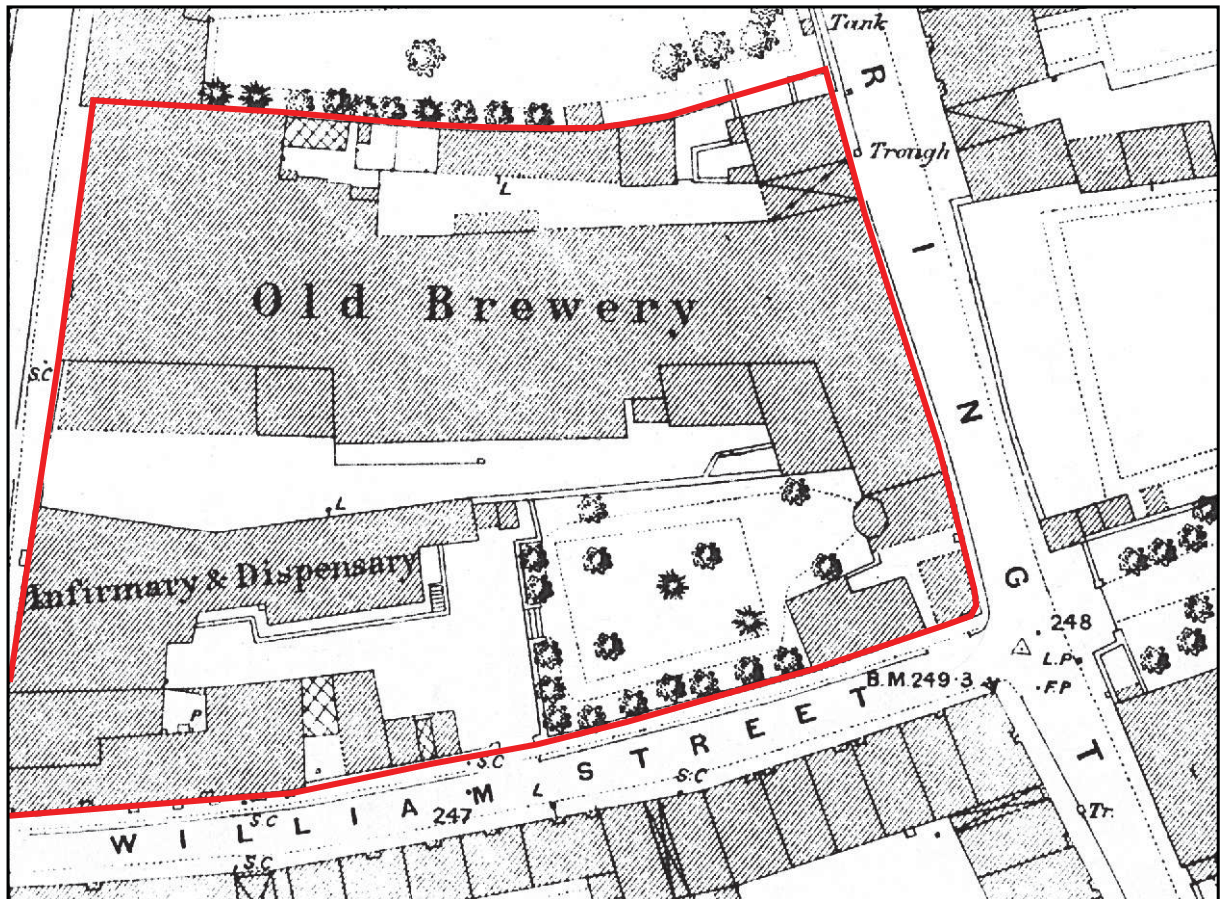 Tank
Trough
L
Old Brewery
S.C
L
Infirmary & Dispensary
P
R I N G T
248
L.P
B.M.249.3
F.P
WILLIAM STREET
S.C
S.C
L
247
S.C
S.C
Tr.